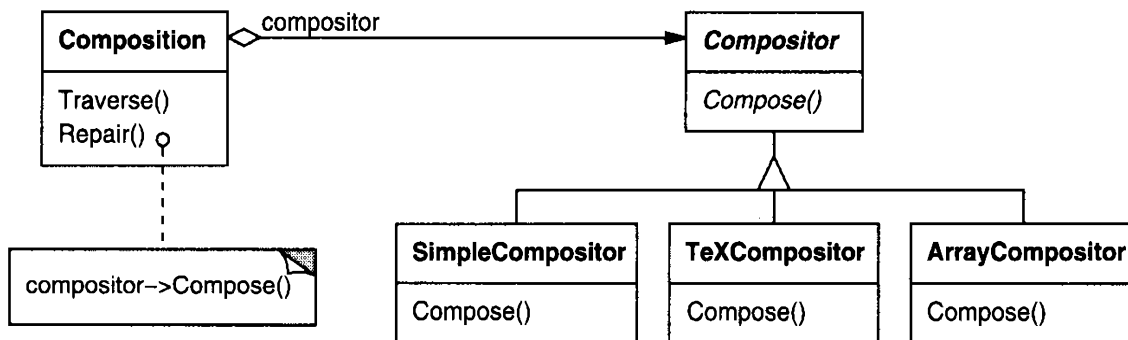 Composition
Traverse()
Repair()
compositor
Compositor
Compose()
compositor–>Compose()
SimpleCompositor
Compose()
TeXCompositor
Compose()
ArrayCompositor
Compose()